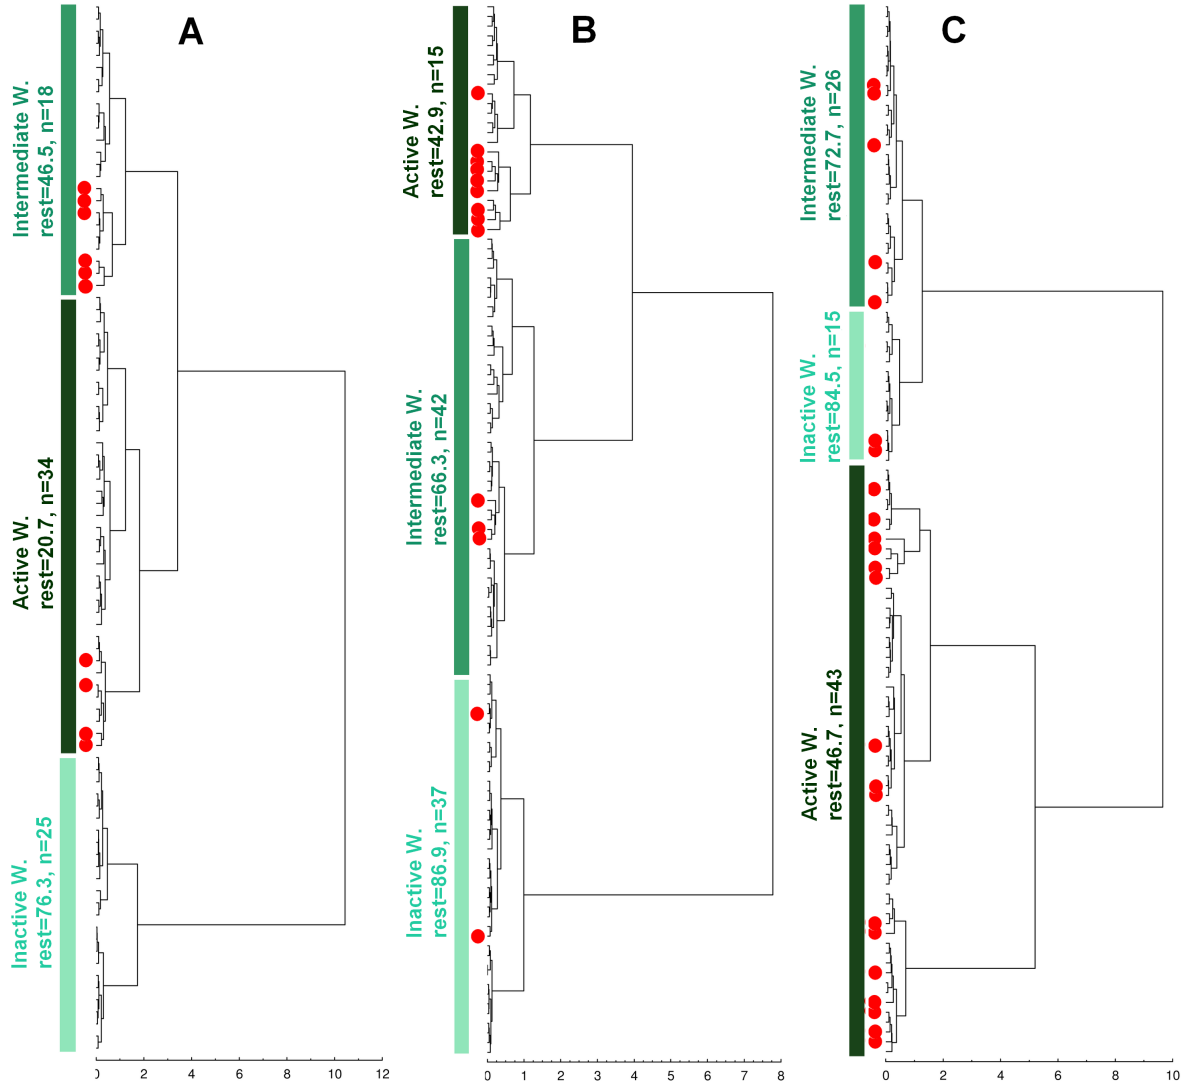 A
B
C
Intermediate W.
rest=46.5, n=18
Active W.
rest=20.7, n=34
Inactive W.
rest=76.3, n=25
Active W.
rest=42.9, n=15
Intermediate W.
rest=66.3, n=42
Inactive W.
rest=86.9, n=37
Intermediate W.
rest=72.7, n=26
Inactive W.
rest=84.5, n=15
Active W.
rest=46.7, n=43
0 2 4 6 8 10 12
0 1 2 3 4 5 6 7 8
0 2 4 6 8 10